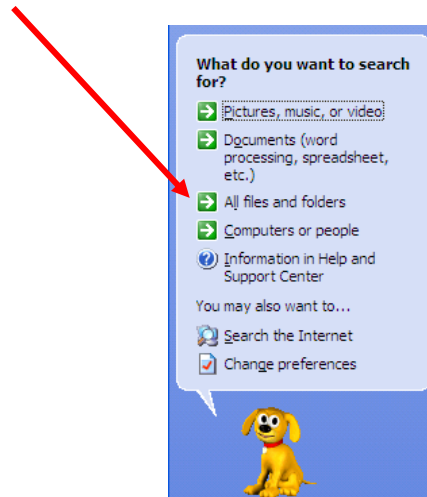 What do you want to search
for?
Pictures, music, or video
Documents (word
processing, spreadsheet,
etc.)
All files and folders
Computers or people
Information in Help and
Support Center
You may also want to...
Search the Internet
Change preferences